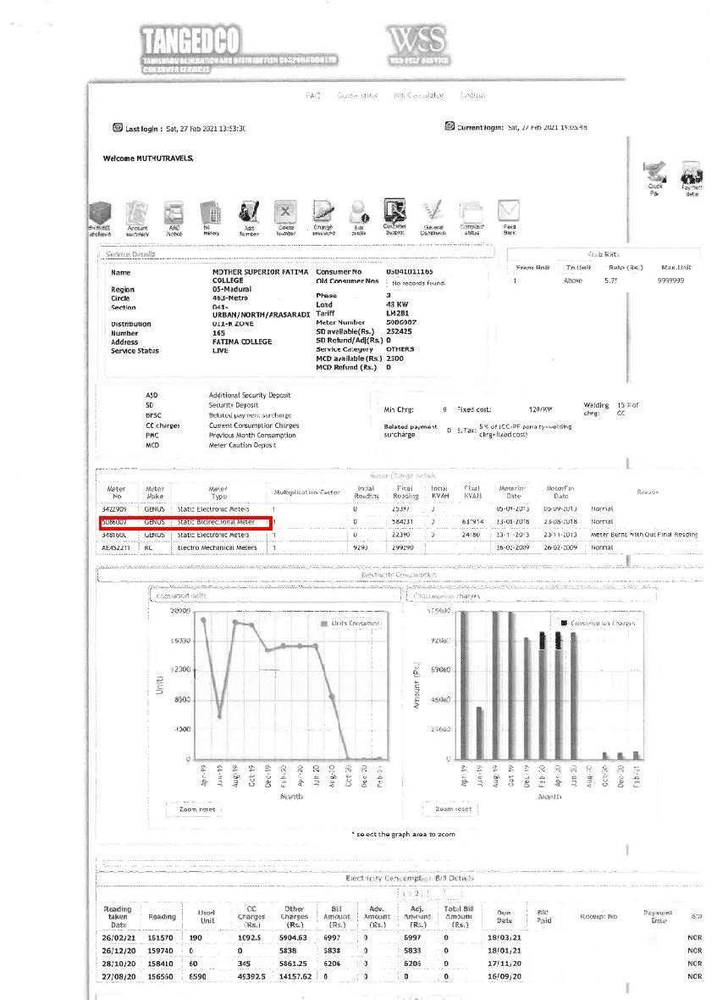 TANGEDCO
WSS
TAMILNADU GENERATION AND DISTRIBUTION CORPORATION LTD
WEB SELF SERVICE
CONSUMER SERVICES
FAQ Guide lines Bill Calculator Logout
Last login : Sat, 27 Feb 2021 13:53:30
Current login: Sat, 27 Feb 2021
Welcome MUTHUTRAVELS,
Quick Pay
Payment
Account summary
ASD Notice
Bill history
Add Number
Delete Number
Change
Edit profile
Customer
General
Complaint status
Feed Back
Service Details
Name MOTHER SUPERIOR FATIMA COLLEGE
Region 05-Madurai
Circle 463-Metro
Section 041-URBAN/NORTH/ARASARADI
Distribution 011-K ZONE
Number 165
Address FATIMA COLLEGE
Service Status LIVE
Consumer No 05041011165
Old Consumer Nos No records found.
Phase 3
Load 48 KW
Tariff LM2B1
Meter Number 5086007
SD available(Rs.) 252425
SD Refund/Adj(Rs.) 0
Service Category OTHERS
MCD available (Rs.) 2500
MCD Refund (Rs.) 0
Slab Rate
From Unit To Unit Rate (Rs.) Max.Unit
1 Above 5.75 9999999
ASD Additional Security Deposit
SD Security Deposit
BPSC Belated payment surcharge
CC charges Current Consumption Charges
PMC Previous Month Consumption
MCD Meter Caution Deposit
Min Chrg: 0 Fixed cost: 120/KW Welding chrg: 15 % of CC
Belated payment surcharge 0 E.Tax: 5 % of (CC+PF penalty+welding chrg+fixed cost)
Meter Change Details
Meter No Meter Make Meter Type Multiplication Factor Initial Reading Final Reading Initial KVAH Final KVAH Date Date Reason
3422909 GENUS Static Electronic Meters 1 0 25397 0 05-09-2013 05-09-2013 Normal
5086007 GENUS Static Bidirectional Meter 1 0 584231 0 631914 23-08-2018 Normal
GENUS Static Electronic Meters 1 0 22390 0 24180 23-11-2013 23-11-2013 Meter Burnt With Out Final Reading
AE452211 RC Electro Mechanical Meters 1 9290 299290 26-02-2009 26-02-2009 Normal
Electricity Consumption
Consumed units
Consumption charges
Units Consumed
Consumption Charges
Units
20000
16000
12000
8000
4000
0
Apr-19 Jun-19 Aug-19 Oct-19 Dec-19 Feb-20 Apr-20 Jun-20 Aug-20 Oct-20 Dec-20 Feb-21
Month
Amount (Rs.)
115000
92000
69000
46000
23000
0
Apr-19 Jun-19 Aug-19 Oct-19 Dec-19 Feb-20 Apr-20 Jun-20 Aug-20 Oct-20 Dec-20 Feb-21
Month
Zoom reset
Zoom reset
* select the graph area to zoom
Electricity Consumption Bill Details
1 2
Reading taken Date Reading Used Unit CC Charges (Rs.) Other Charges (Rs.) Bill Amount (Rs.) Adv. Amount (Rs.) Adj. Amount (Rs.) Total Bill Amount (Rs.) Due Date Bill Paid Receipt No Payment Date Sta
26/02/21 161570 190 1092.5 5904.63 6997 0 6997 0 18/03/21 NOR
26/12/20 159740 0 0 5838 5838 0 5838 0 18/01/21 NOR
28/10/20 158410 60 345 5861.25 6206 0 6206 0 17/11/20 NOR
27/08/20 156560 8590 49392.5 14157.62 0 0 0 0 16/09/20 NOR